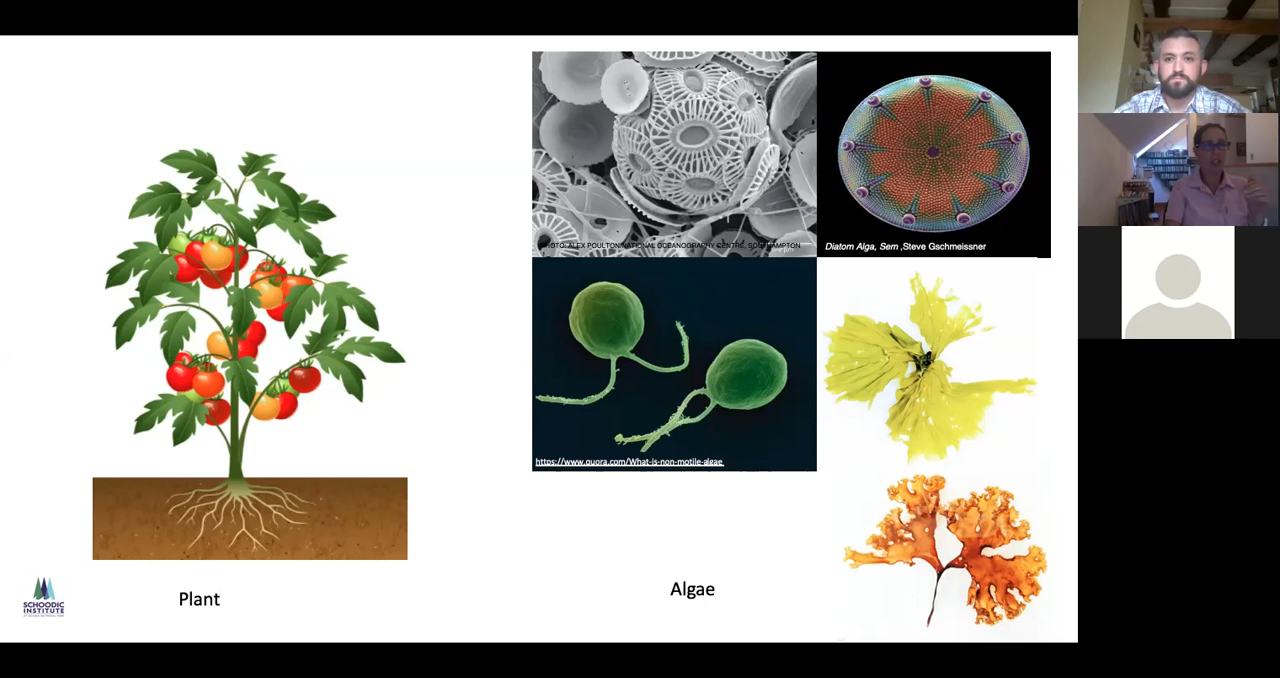 PHOTO: ALEX POULTON/NATIONAL OCEANOGRAPHY CENTRE, SOUTHAMPTON
Diatom Alga, Sem ,Steve Gschmeissner
https://www.quora.com/What-is-non-motile-algae
Plant
Algae
SCHOODIC
INSTITUTE